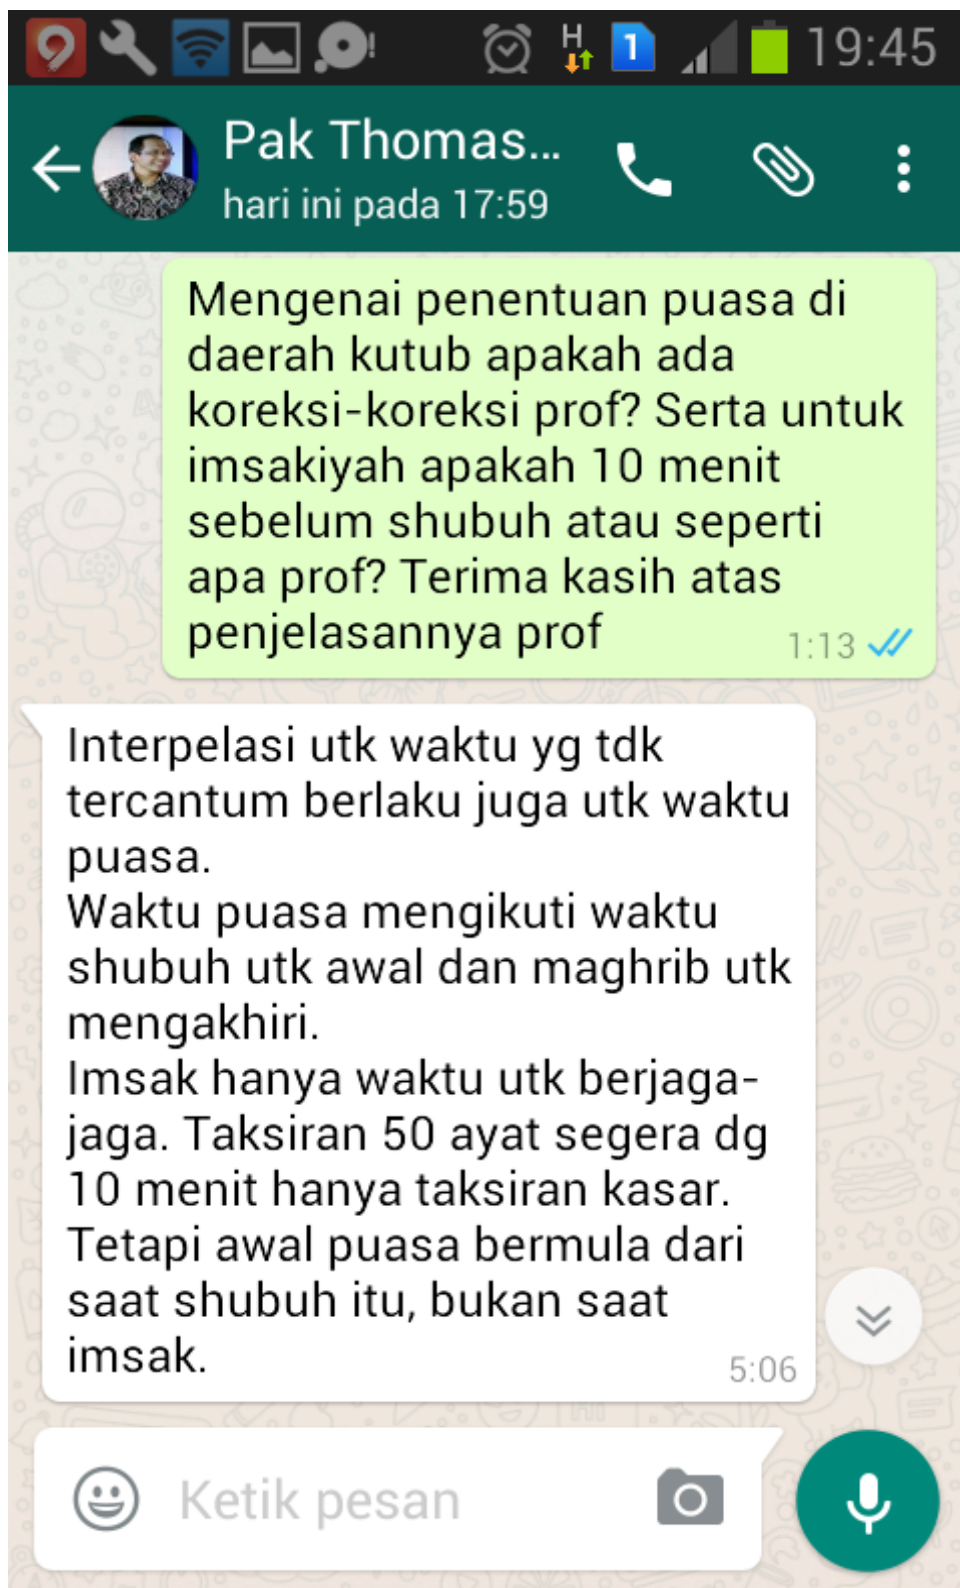 H 1 19:45
Pak Thomas...
hari ini pada 17:59
Mengenai penentuan puasa di
daerah kutub apakah ada
koreksi-koreksi prof? Serta untuk
imsakiyah apakah 10 menit
sebelum shubuh atau seperti
apa prof? Terima kasih atas
penjelasannya prof
1:13
Interpelasi utk waktu yg tdk
tercantum berlaku juga utk waktu
puasa.
Waktu puasa mengikuti waktu
shubuh utk awal dan maghrib utk
mengakhiri.
Imsak hanya waktu utk berjaga-
jaga. Taksiran 50 ayat segera dg
10 menit hanya taksiran kasar.
Tetapi awal puasa bermula dari
saat shubuh itu, bukan saat
imsak.
5:06
Ketik pesan